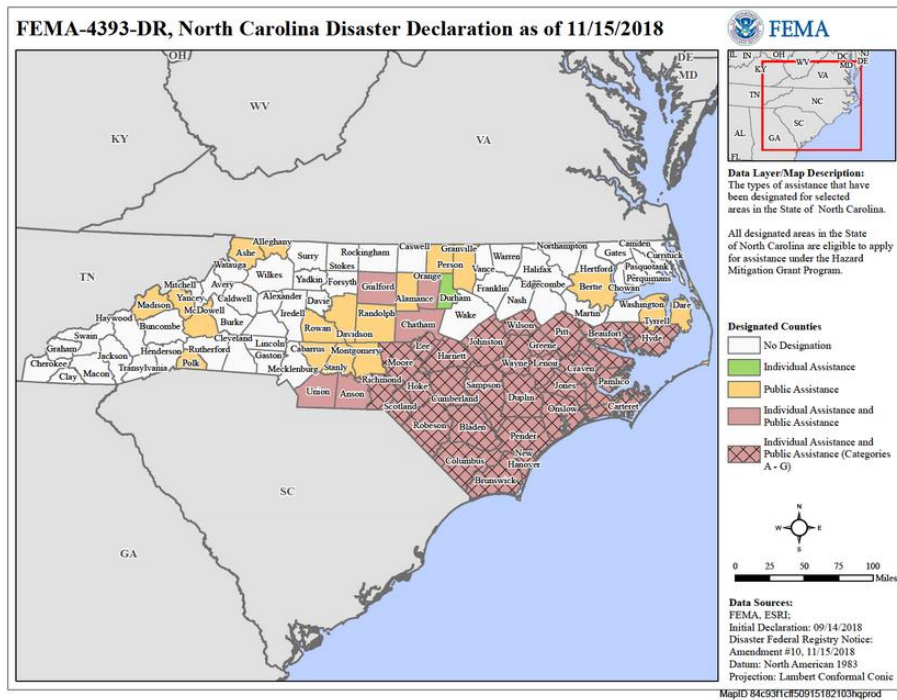 FEMA-4393-DR, North Carolina Disaster Declaration as of 11/15/2018
FEMA
OH
WV
KY
VA
DE
MD
TN
SC
GA
IL
IN
OH
KY
WV
VA
DC
MD
NJ
DE
TN
NC
SC
AL
GA
FL
Alleghany
Ashe
Surry
Stokes
Rockingham
Caswell
Person
Granville
Vance
Warren
Northampton
Gates
Camden
Currituck
Pasquotank
Perquimans
Chowan
Hertford
Halifax
Bertie
Watauga
Wilkes
Yadkin
Forsyth
Guilford
Alamance
Orange
Durham
Franklin
Nash
Edgecombe
Martin
Washington
Tyrrell
Dare
Mitchell
Avery
Caldwell
Alexander
Iredell
Davie
Davidson
Randolph
Chatham
Wake
Wilson
Pitt
Beaufort
Hyde
Madison
Yancey
McDowell
Burke
Rowan
Haywood
Buncombe
Swain
Graham
Cherokee
Clay
Macon
Jackson
Transylvania
Henderson
Polk
Rutherford
Cleveland
Lincoln
Gaston
Mecklenburg
Cabarrus
Stanly
Montgomery
Moore
Lee
Harnett
Johnston
Greene
Wayne
Lenoir
Craven
Pamlico
Jones
Carteret
Onslow
Duplin
Sampson
Cumberland
Hoke
Richmond
Scotland
Union
Anson
Robeson
Bladen
Pender
New
Hanover
Columbus
Brunswick
Data Layer/Map Description:
The types of assistance that have
been designated for selected
areas in the State of North Carolina.
All designated areas in the State
of North Carolina are eligible to apply
for assistance under the Hazard
Mitigation Grant Program.
Designated Counties
No Designation
Individual Assistance
Public Assistance
Individual Assistance and
Public Assistance
Individual Assistance and
Public Assistance (Categories
A - G)
N
W
E
S
0 25 50 75 100
Miles
Data Sources:
FEMA, ESRI;
Initial Declaration: 09/14/2018
Disaster Federal Registry Notice:
Amendment #10, 11/15/2018
Datum: North American 1983
Projection: Lambert Conformal Conic
MapID 84c93f1cff50915182103hqprod